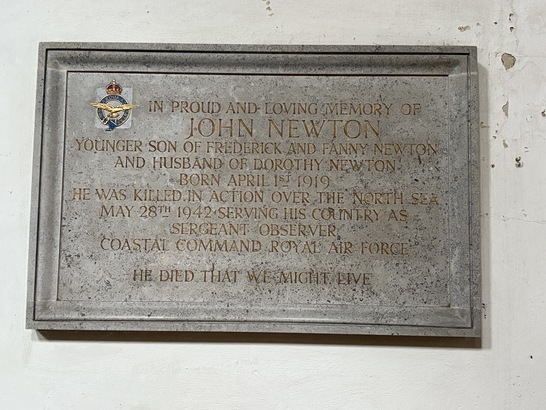 IN PROUD AND LOVING MEMORY OF
JOHN NEWTON
YOUNGER SON OF FREDERICK AND FANNY NEWTON
AND HUSBAND OF DOROTHY NEWTON
BORN APRIL 1ST 1919
HE WAS KILLED IN ACTION OVER THE NORTH SEA
MAY 28TH 1942 SERVING HIS COUNTRY AS
SERGEANT OBSERVER,
COASTAL COMMAND ROYAL AIR FORCE
HE DIED THAT WE MIGHT LIVE